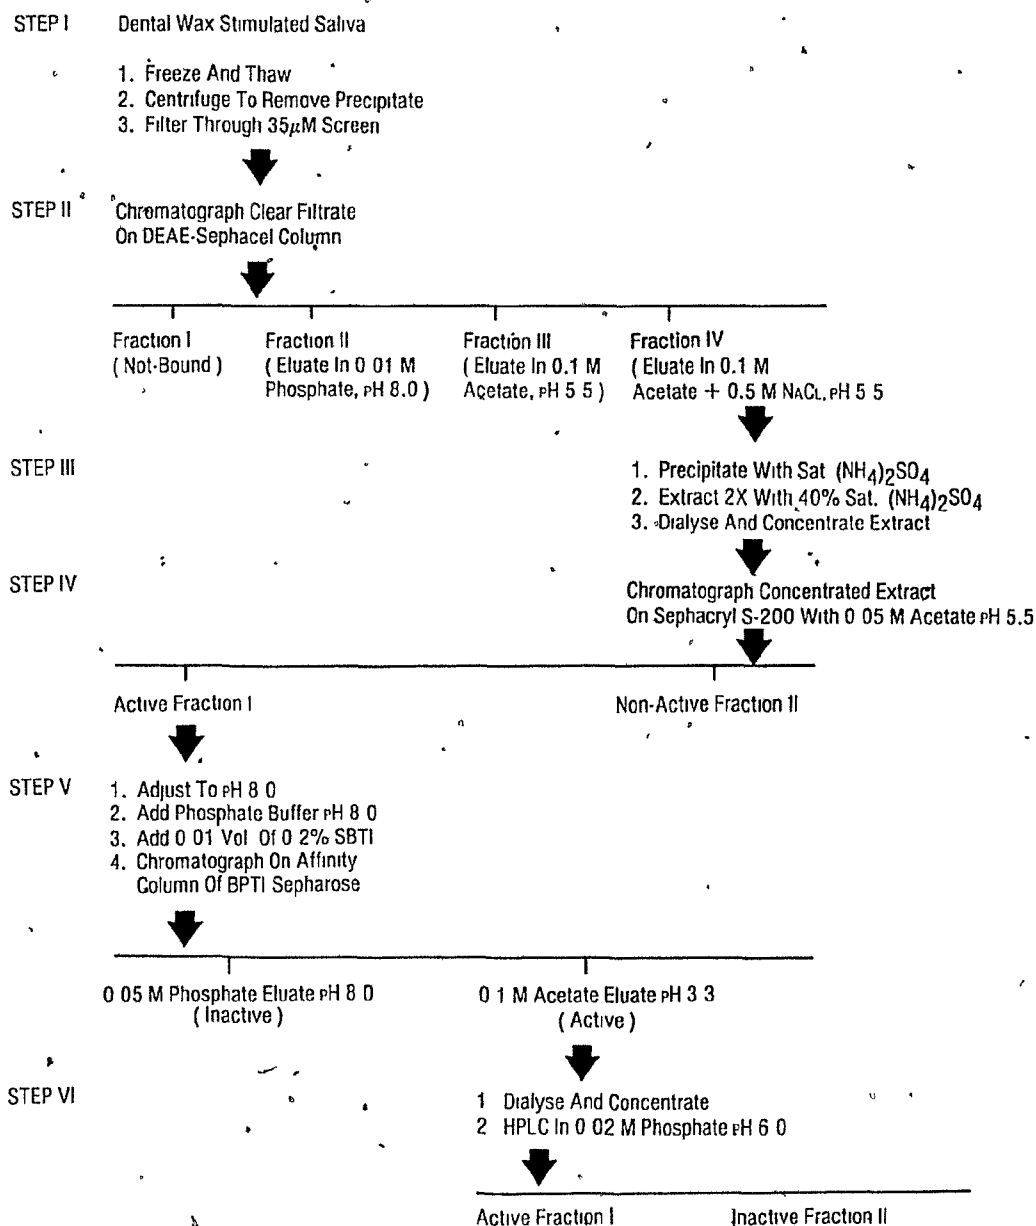 STEP I Dental Wax Stimulated Saliva
1. Freeze And Thaw
2. Centrifuge To Remove Precipitate
3. Filter Through 35μM Screen
STEP II Chromatograph Clear Filtrate
On DEAE-Sephacel Column
Fraction I
(Not-Bound)
Fraction II
(Eluate In 0 01 M
Phosphate, pH 8.0)
Fraction III
(Eluate In 0.1 M
Acetate, pH 5 5)
Fraction IV
(Eluate In 0.1 M
Acetate + 0.5 M NaCl, pH 5 5
STEP III
1. Precipitate With Sat (NH4)2SO4
2. Extract 2X With 40% Sat. (NH4)2SO4
3. Dialyse And Concentrate Extract
STEP IV
Chromatograph Concentrated Extract
On Sephacryl S-200 With 0 05 M Acetate pH 5.5
Active Fraction I
Non-Active Fraction II
STEP V
1. Adjust To pH 8 0
2. Add Phosphate Buffer pH 8 0
3. Add 0 01 Vol Of 0 2% SBTI
4. Chromatograph On Affinity
Column Of BPTI Sepharose
0 05 M Phosphate Eluate pH 8 0
(Inactive)
0 1 M Acetate Eluate pH 3 3
(Active)
STEP VI
1 Dialyse And Concentrate
2 HPLC In 0 02 M Phosphate pH 6 0
Active Fraction I
Inactive Fraction II